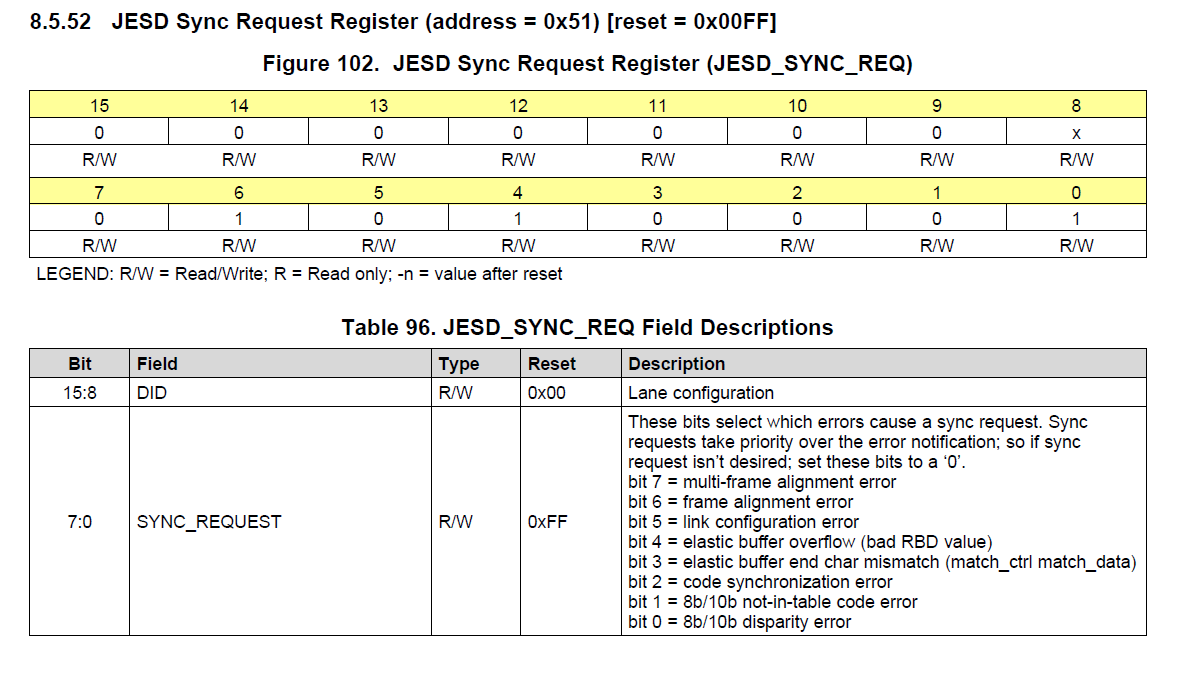 8.5.52 JESD Sync Request Register (address = 0x51) [reset = 0x00FF]
Figure 102. JESD Sync Request Register (JESD_SYNC_REQ)
15 14 13 12 11 10 9 8
0 0 0 0 0 0 0 x
R/W R/W R/W R/W R/W R/W R/W R/W
7 6 5 4 3 2 1 0
0 1 0 1 0 0 0 1
R/W R/W R/W R/W R/W R/W R/W R/W
LEGEND: R/W = Read/Write; R = Read only; -n = value after reset
Table 96. JESD_SYNC_REQ Field Descriptions
Bit Field Type Reset Description
15:8 DID R/W 0x00 Lane configuration
7:0 SYNC_REQUEST R/W 0xFF These bits select which errors cause a sync request. Sync
requests take priority over the error notification; so if sync
request isn't desired; set these bits to a ‘0’.
bit 7 = multi-frame alignment error
bit 6 = frame alignment error
bit 5 = link configuration error
bit 4 = elastic buffer overflow (bad RBD value)
bit 3 = elastic buffer end char mismatch (match_ctrl match_data)
bit 2 = code synchronization error
bit 1 = 8b/10b not-in-table code error
bit 0 = 8b/10b disparity error